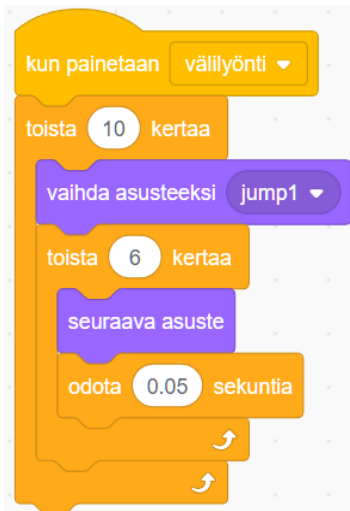 kun painetaan välilyönti
toista 10 kertaa
vaihda asusteeksi jump1
toista 6 kertaa
seuraava asuste
odota 0.05 sekuntia